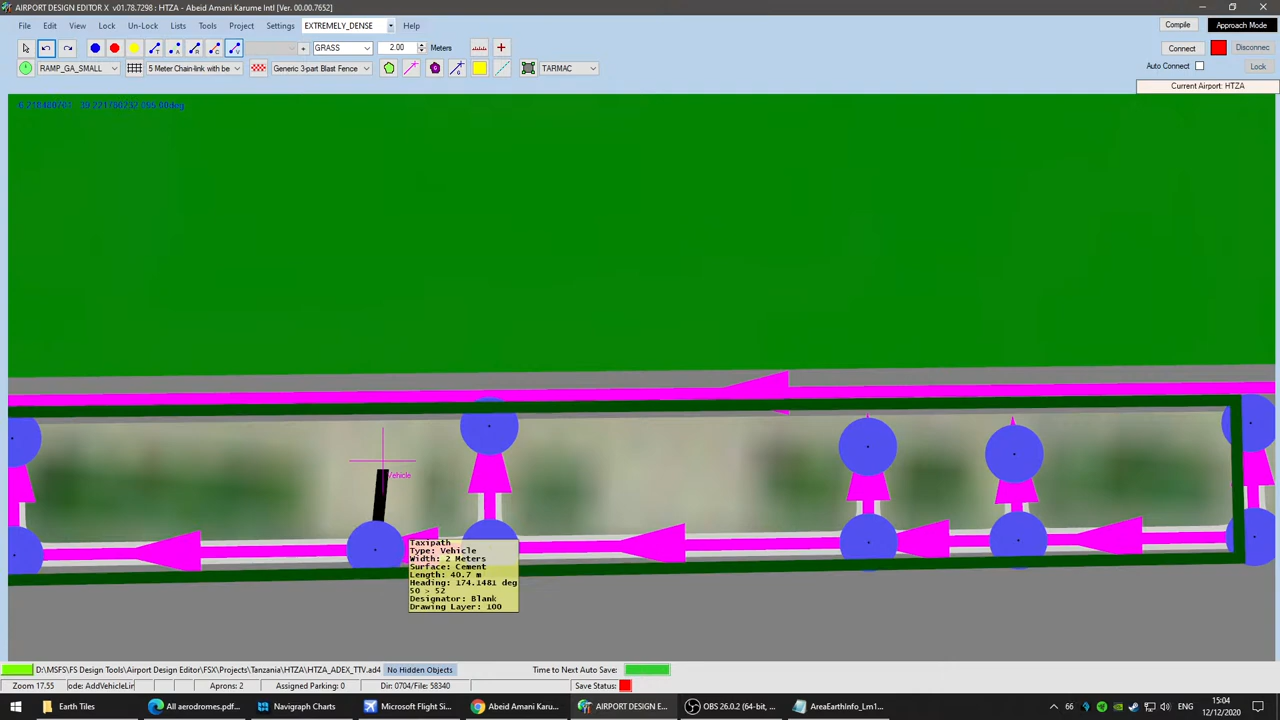 AIRPORT DESIGN EDITOR X v01.78.7298 : HTZA - Abeid Amani Karume Intl [Ver. 00.00.7652]
File Edit View Lock Un-Lock Lists Tools Project Settings EXTREMELY_DENSE Help
Compile Approach Mode
GRASS 2.00 Meters
Connect Disconnec
RAMP_GA_SMALL 5 Meter Chain-link with be Generic 3-part Blast Fence TARMAC
Auto Connect Lock
Current Airport: HTZA
Vehicle
Taxipath
Type: Vehicle
Width: 2 Meters
Surface: Cement
Length: 40.7 m
Heading: 174.1481 deg
50 > 52
Designator: Blank
Drawing Layer: 100
D:\MSFS\FS Design Tools\Airport Design Editor\FSX\Projects\Tanzania\HTZA\HTZA_ADEX_TTV.ad4 No Hidden Objects Time to Next Auto Save:
Zoom 17.55 ode: AddVehicleLir Aprons: 2 Assigned Parking: 0 Dir: 0704/File: 58340 Save Status:
Earth Tiles All aerodromes.pdf... Navigraph Charts Microsoft Flight Si... Abeid Amani Karu... AIRPORT DESIGN E... OBS 26.0.2 (64-bit, ... AreaEarthInfo_Lm1... 66 ENG 15:04
12/12/2020